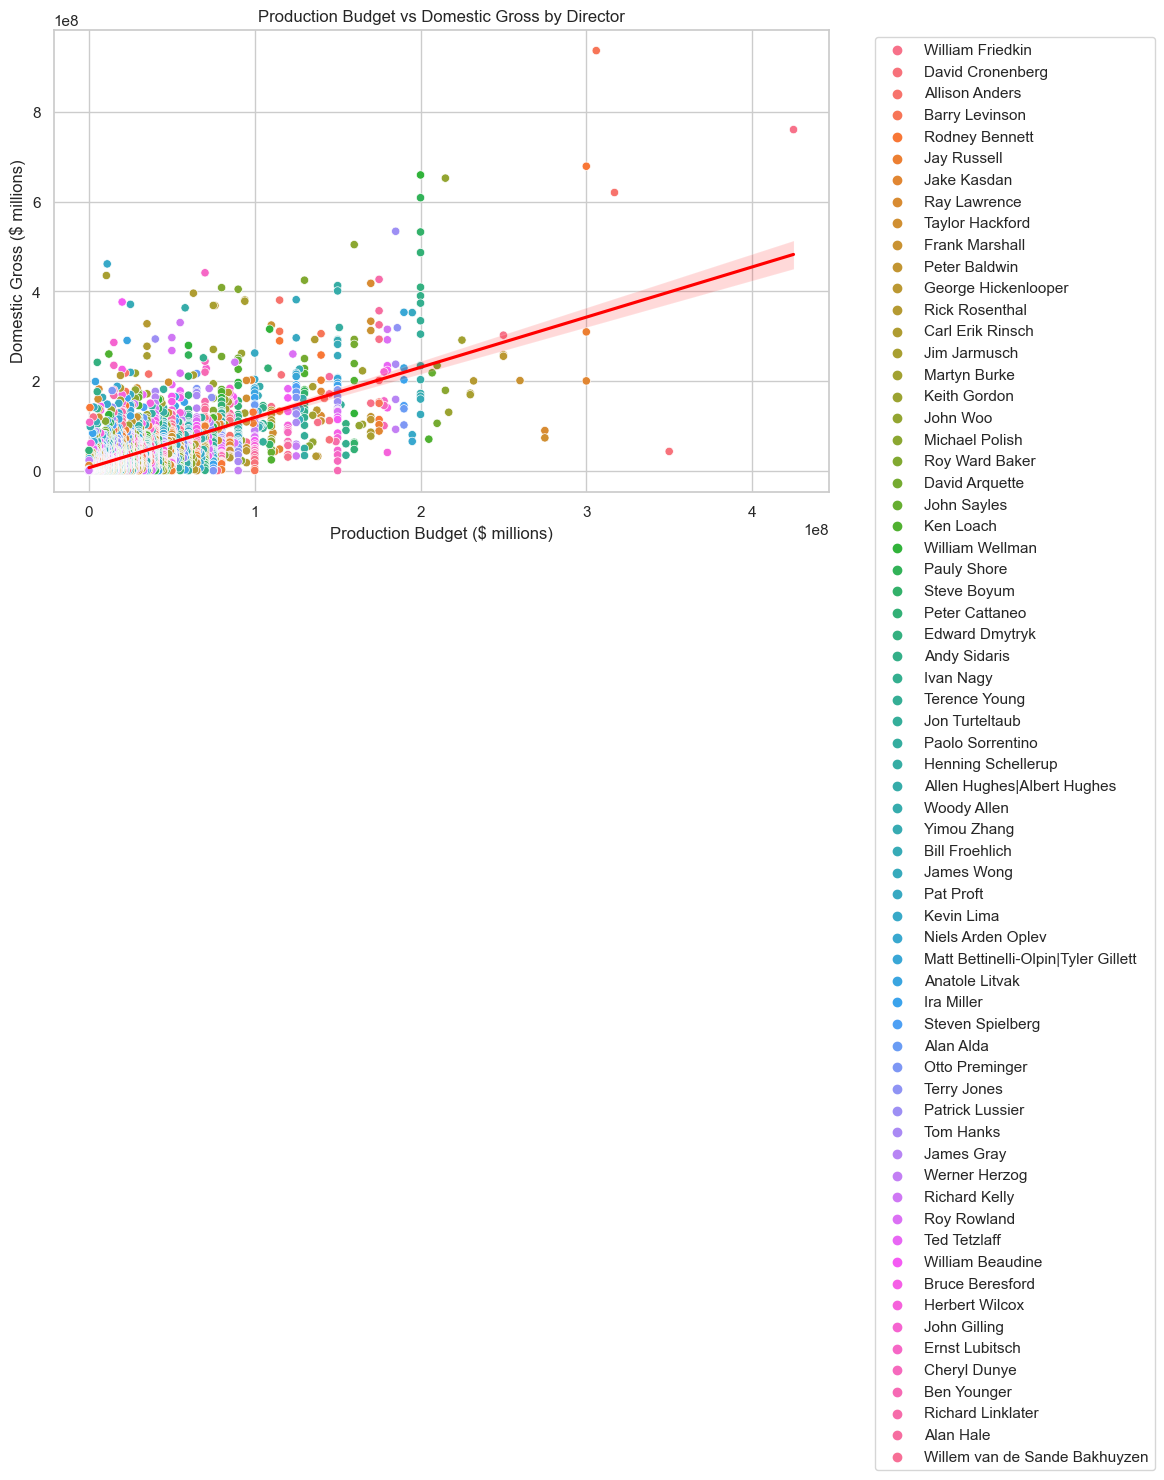 Production Budget vs Domestic Gross by Director
1e8
8
6
4
2
0
Domestic Gross ($ millions)
0 1 2 3 4
1e8
Production Budget ($ millions)
William Friedkin
David Cronenberg
Allison Anders
Barry Levinson
Rodney Bennett
Jay Russell
Jake Kasdan
Ray Lawrence
Taylor Hackford
Frank Marshall
Peter Baldwin
George Hickenlooper
Rick Rosenthal
Carl Erik Rinsch
Jim Jarmusch
Martyn Burke
Keith Gordon
John Woo
Michael Polish
Roy Ward Baker
David Arquette
John Sayles
Ken Loach
William Wellman
Pauly Shore
Steve Boyum
Peter Cattaneo
Edward Dmytryk
Andy Sidaris
Ivan Nagy
Terence Young
Jon Turteltaub
Paolo Sorrentino
Henning Schellerup
Allen Hughes|Albert Hughes
Woody Allen
Yimou Zhang
Bill Froehlich
James Wong
Pat Proft
Kevin Lima
Niels Arden Oplev
Matt Bettinelli-Olpin|Tyler Gillett
Anatole Litvak
Ira Miller
Steven Spielberg
Alan Alda
Otto Preminger
Terry Jones
Patrick Lussier
Tom Hanks
James Gray
Werner Herzog
Richard Kelly
Roy Rowland
Ted Tetzlaff
William Beaudine
Bruce Beresford
Herbert Wilcox
John Gilling
Ernst Lubitsch
Cheryl Dunye
Ben Younger
Richard Linklater
Alan Hale
Willem van de Sande Bakhuyzen